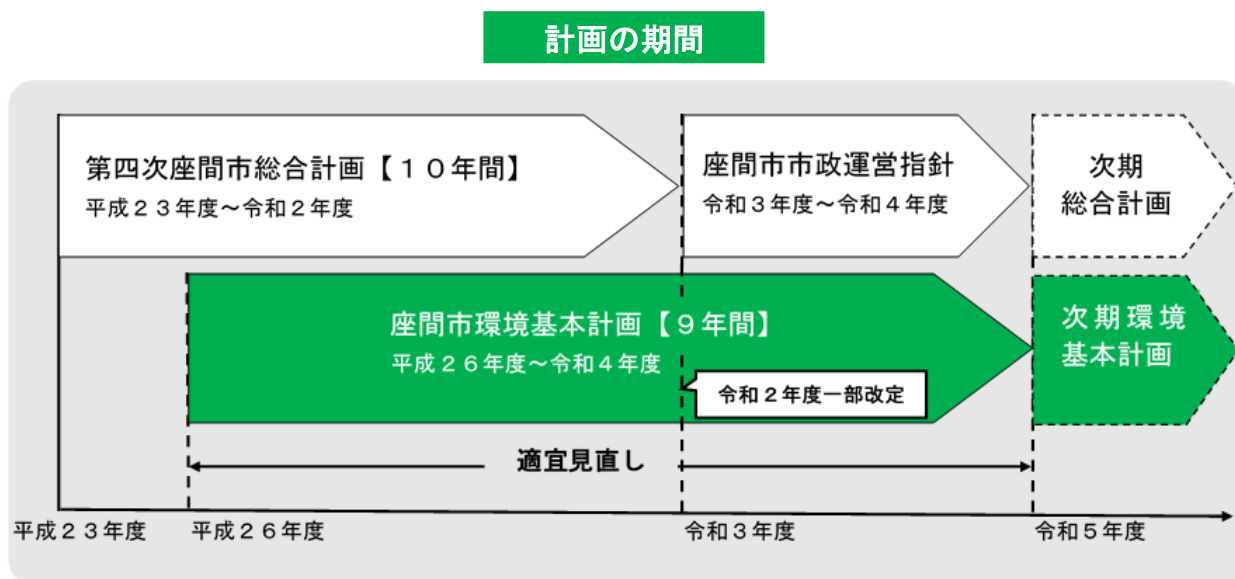 計画の期間
第四次座間市総合計画【１０年間】
平成２３年度～令和２年度
座間市市政運営指針
令和３年度～令和４年度
次期
総合計画
座間市環境基本計画【９年間】
平成２６年度～令和４年度
令和２年度一部改定
次期環境
基本計画
適宜見直し
平成２３年度
平成２６年度
令和３年度
令和５年度